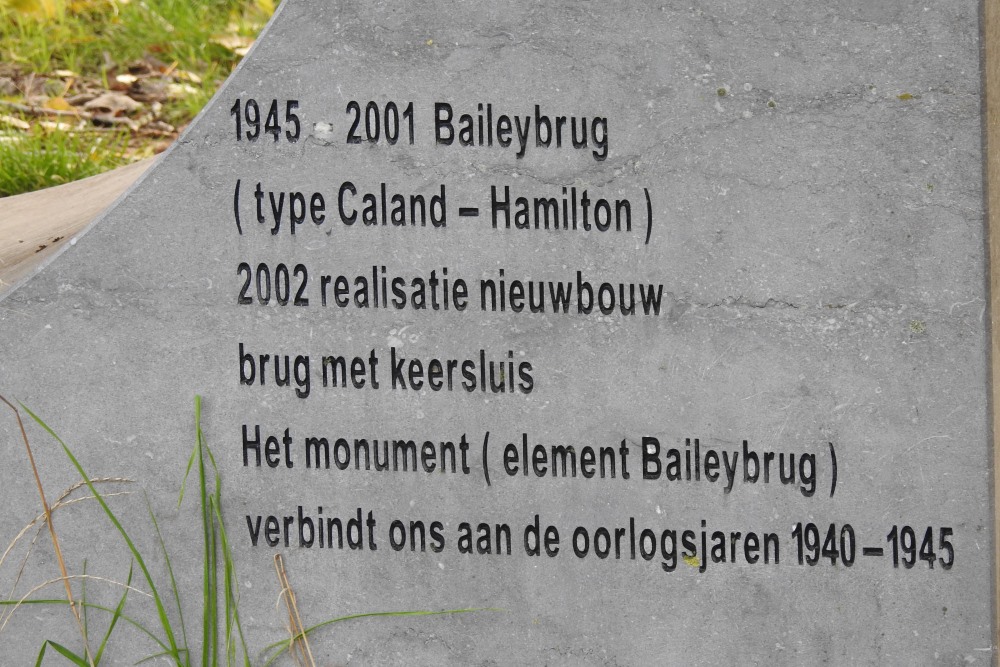 1945 - 2001 Baileybrug
( type Caland – Hamilton )
2002 realisatie nieuwbouw
brug met keersluis
Het monument ( element Baileybrug )
verbindt ons aan de oorlogsjaren 1940 – 1945